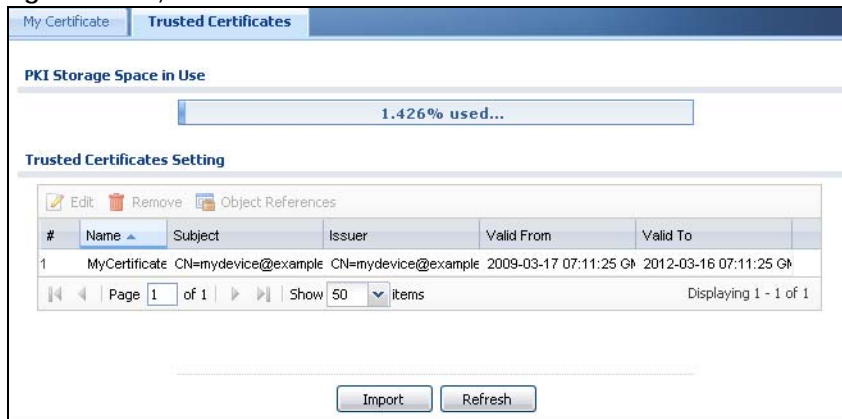 My Certificate Trusted Certificates
PKI Storage Space in Use
1.426% used...
Trusted Certificates Setting
Edit Remove Object References
# Name Subject Issuer Valid From Valid To
1 MyCertificate CN=mydevice@example CN=mydevice@example 2009-03-17 07:11:25 GM 2012-03-16 07:11:25 GM
Page 1 of 1 Show 50 items Displaying 1 - 1 of 1
Import Refresh